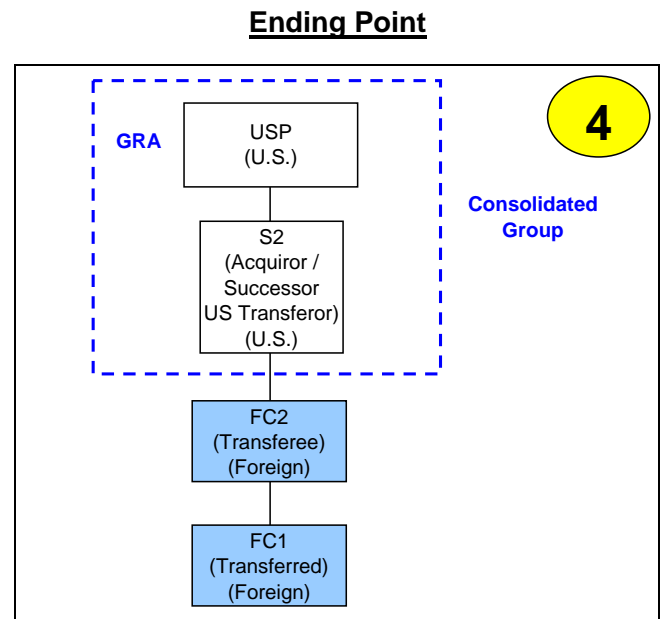 Ending Point
4
GRA
USP
(U.S.)
Consolidated
Group
S2
(Acquiror /
Successor
US Transferor)
(U.S.)
FC2
(Transferee)
(Foreign)
FC1
(Transferred)
(Foreign)